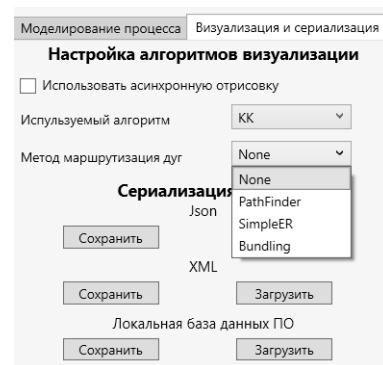 Моделирование процесса Визуализация и сериализация
Настройка алгоритмов визуализации
Использовать асинхронную отрисовку
Испульзуемый алгоритм KK
Метод маршрутизация дуг None
None
PathFinder
SimpleER
Bundling
Сериализация
Json
Сохранить
XML
Сохранить Загрузить
Локальная база данных ПО
Сохранить Загрузить